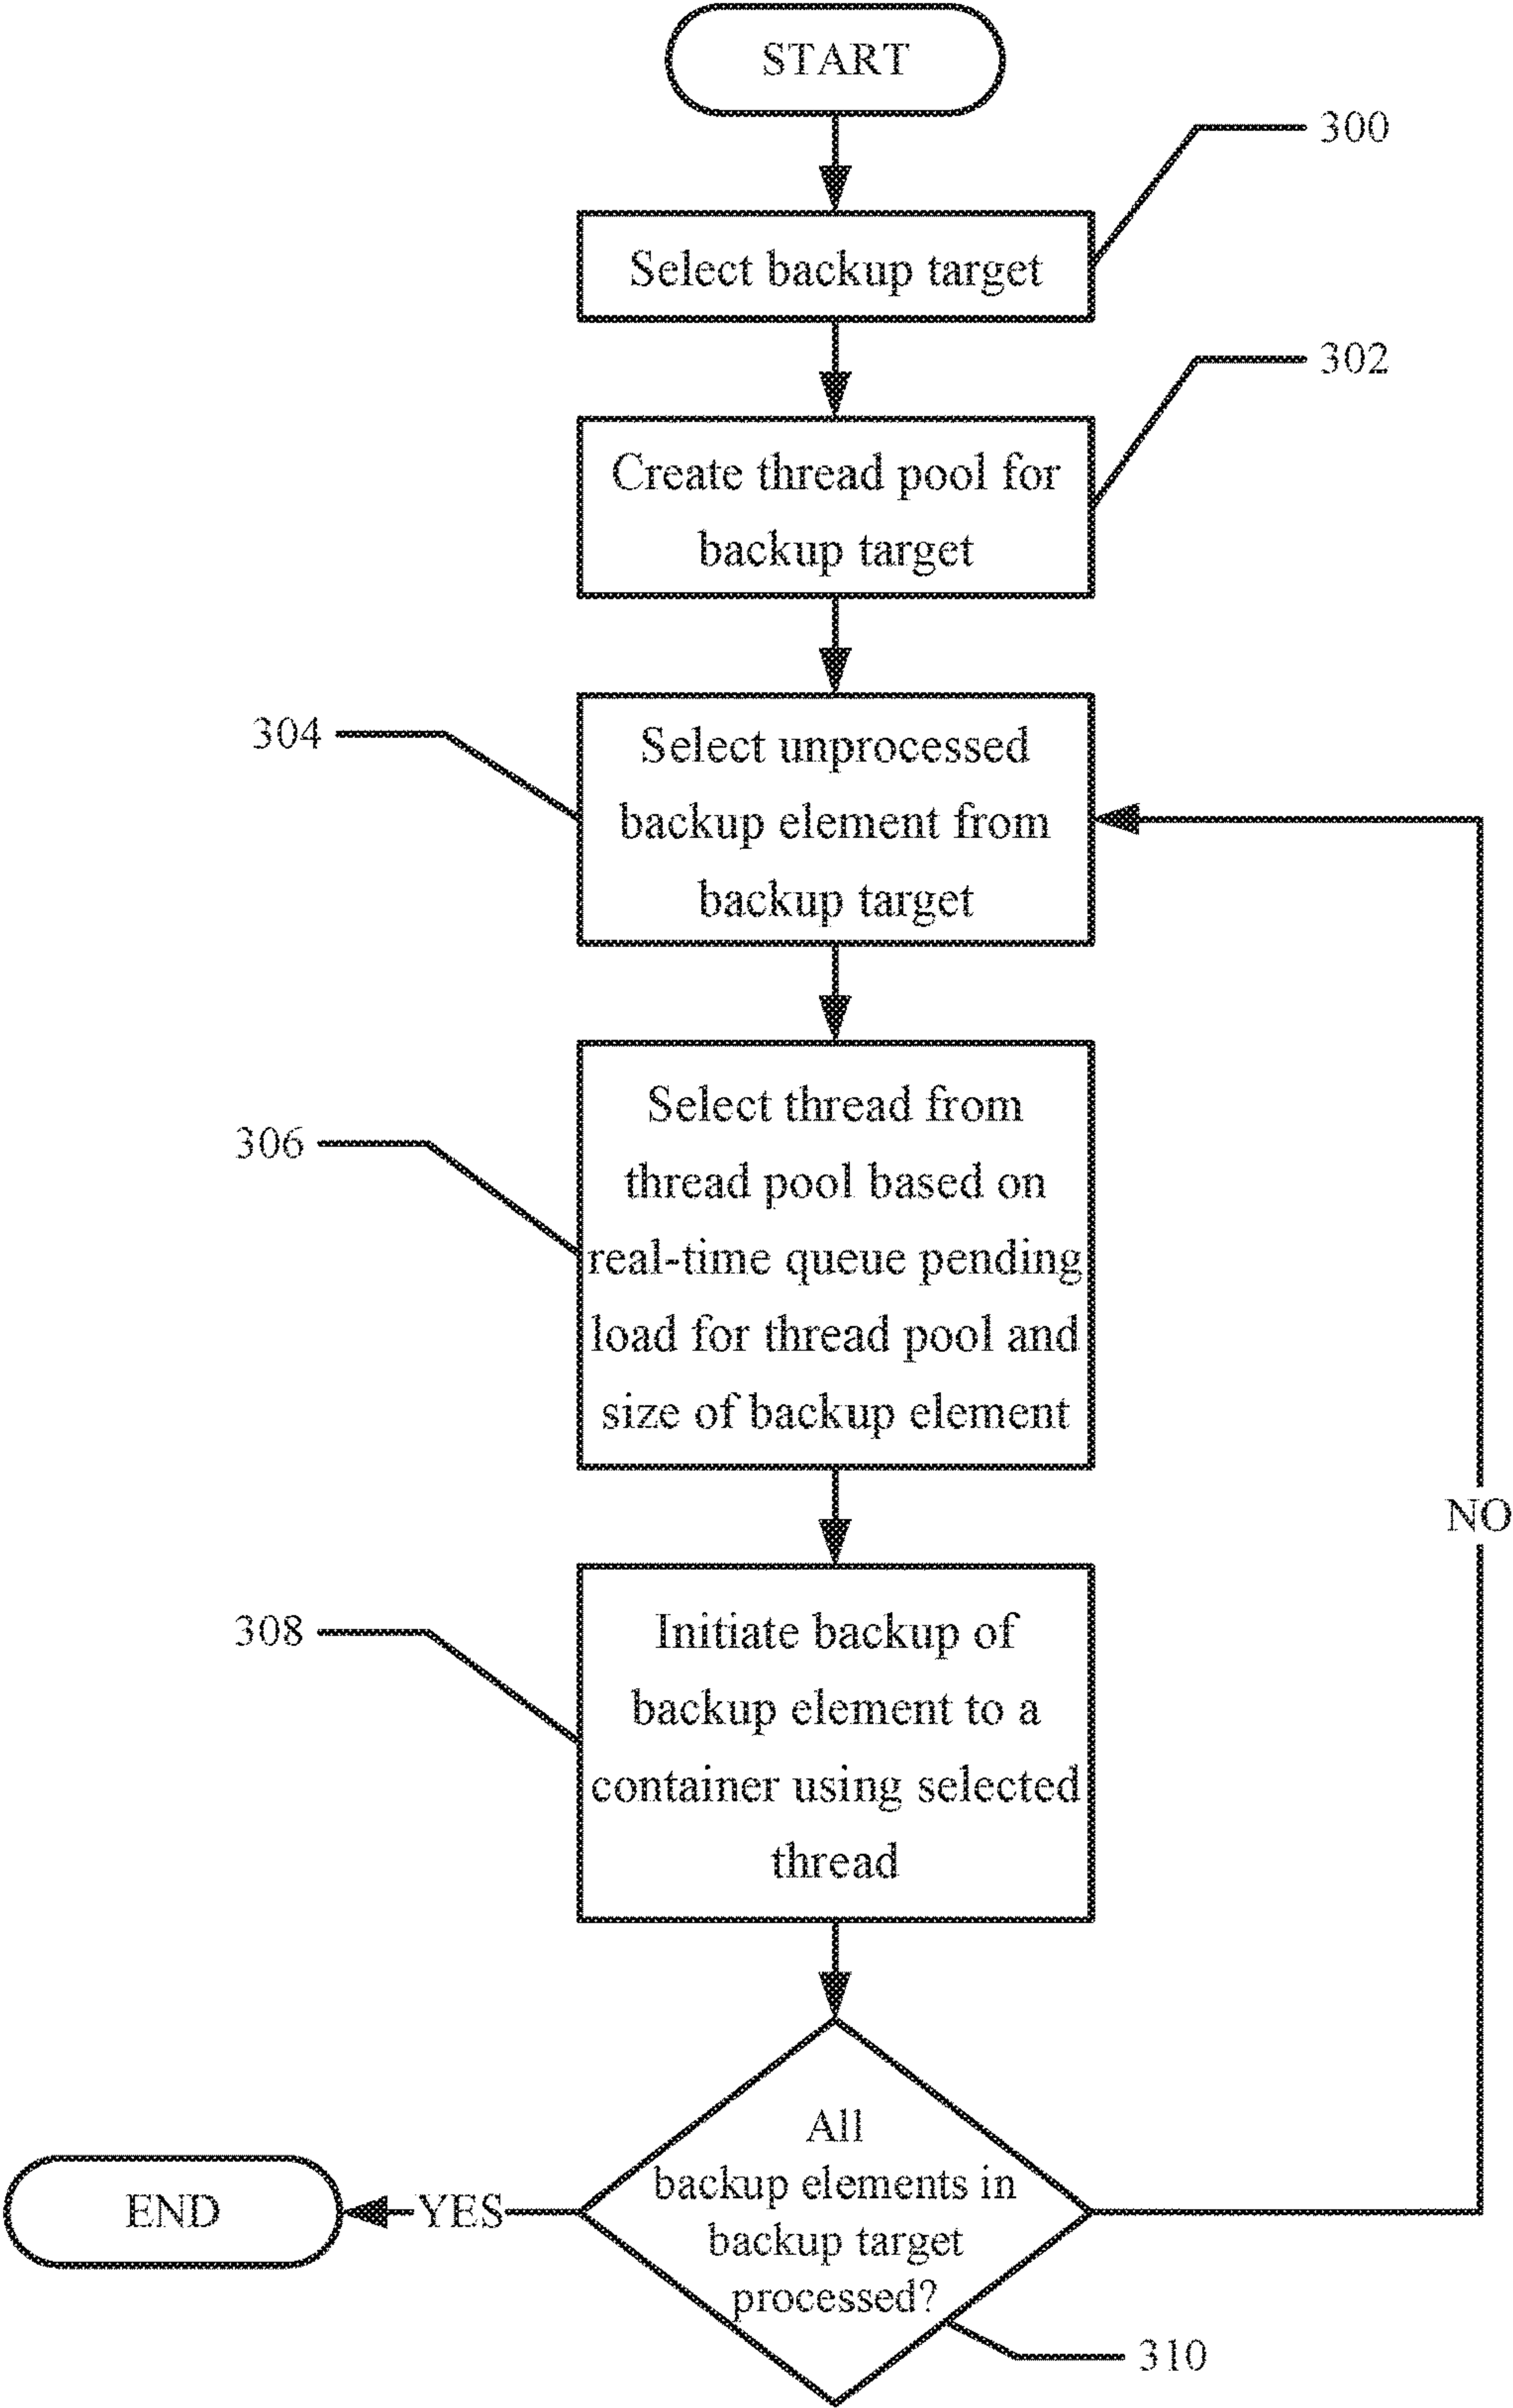 START
300
Select backup target
302
Create thread pool for
backup target
304
Select unprocessed
backup element from
backup target
306
Select thread from
thread pool based on
real-time queue pending
load for thread pool and
size of backup element
NO
308
Initiate backup of
backup element to a
container using selected
thread
All
backup elements in
backup target
processed?
YES
END
310